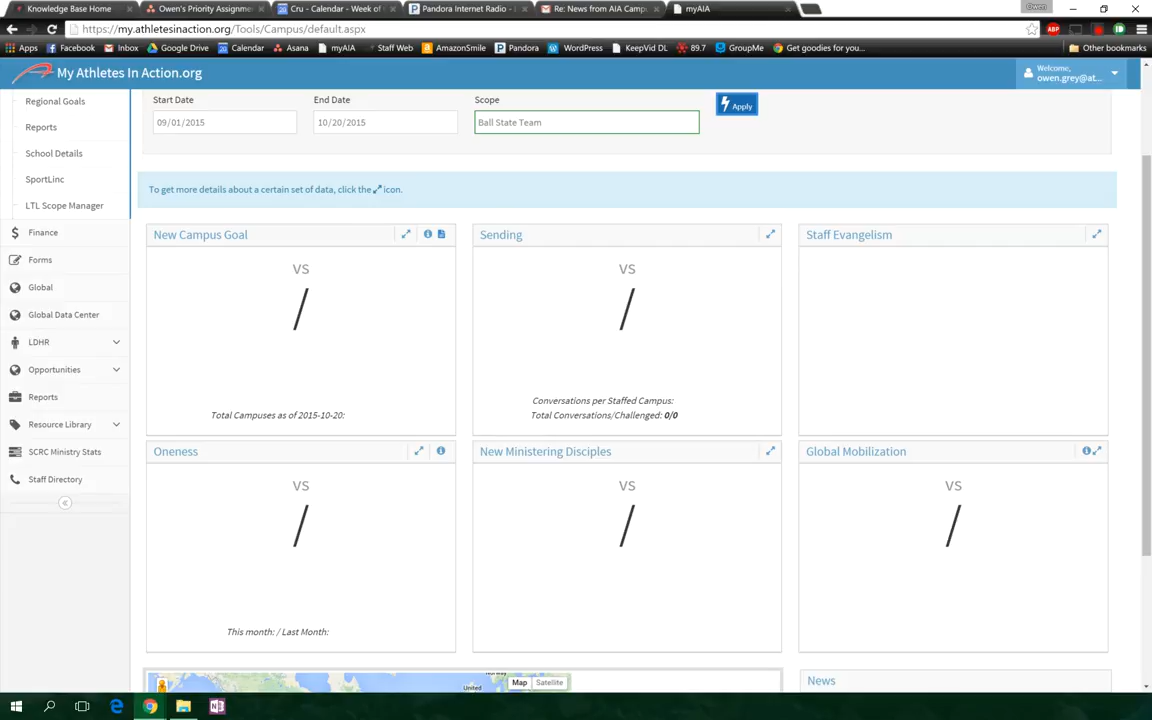 Knowledge Base Home
Owen's Priority Assignme
Cru - Calendar - Week of
Pandora Internet Radio -
Re: News from AIA Camp
myAIA
Owen
https://my.athletesinaction.org/Tools/Campus/default.aspx
Apps
Facebook
Inbox
Google Drive
Calendar
Asana
myAIA
Staff Web
AmazonSmile
Pandora
WordPress
KeepVid DL
89.7
GroupMe
Get goodies for you...
Other bookmarks
My Athletes In Action.org
Welcome,
owen.grey@at...
Regional Goals
Reports
School Details
SportLinc
LTL Scope Manager
Finance
Forms
Global
Global Data Center
LDHR
Opportunities
Reports
Resource Library
SCRC Ministry Stats
Staff Directory
Start Date
End Date
Scope
09/01/2015
10/20/2015
Ball State Team
Apply
To get more details about a certain set of data, click the icon.
New Campus Goal
VS
/
Total Campuses as of 2015-10-20:
Sending
VS
/
Conversations per Staffed Campus:
Total Conversations/Challenged: 0/0
Staff Evangelism
Oneness
VS
/
This month: / Last Month:
New Ministering Disciples
VS
/
Global Mobilization
VS
/
United
Map
Satellite
News